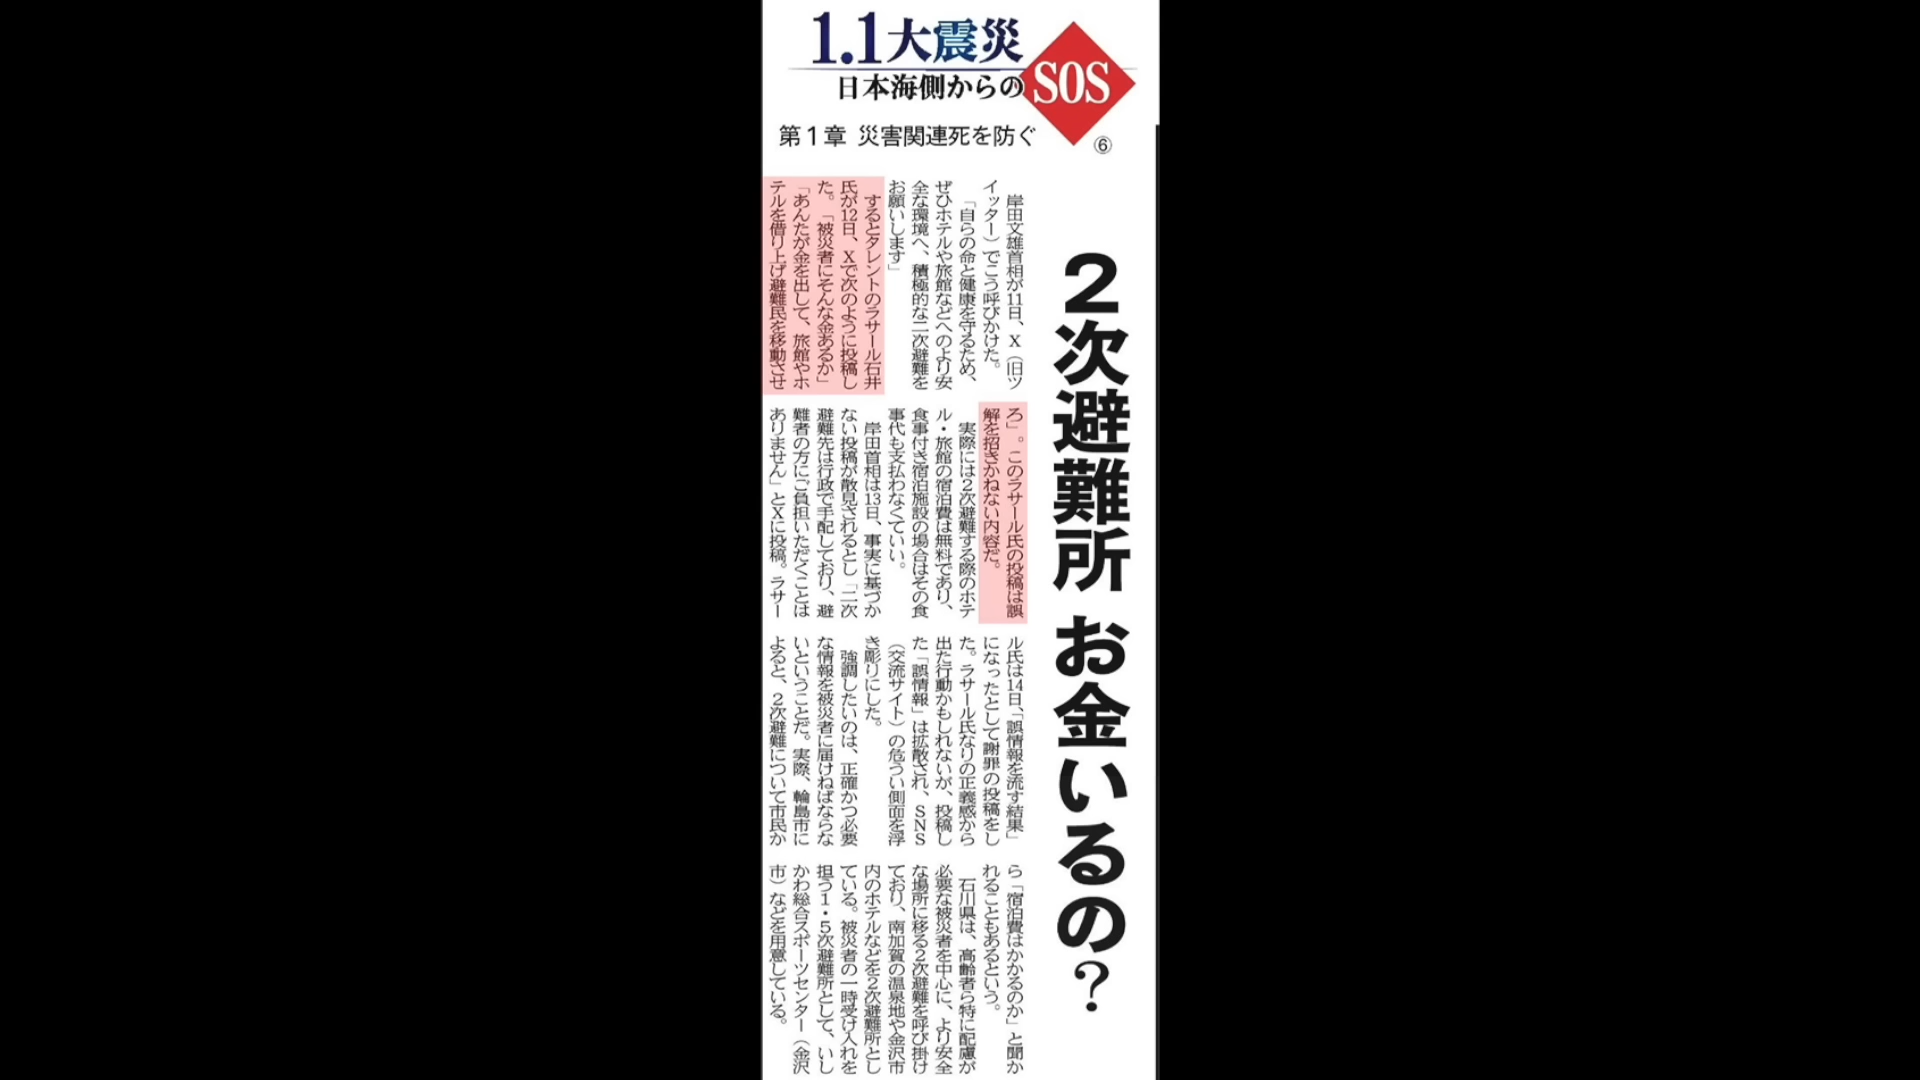 1.1大震災
日本海側からのSOS
第1章 災害関連死を防ぐ
⑥
2次避難所 お金いるの?
岸田文雄首相が11日、X(旧ツ
イッター)でこう呼びかけた。
「自らの命と健康を守るため、
ぜひホテルや旅館などへのより安
全な環境へ、積極的な二次避難を
お願いします」
するとタレントのラサール石井
氏が12日、Xで次のように投稿し
た。「被災者にそんな金あるか」
「あんたが金を出して、旅館やホ
テルを借り上げ避難民を移動させ
ろ」。このラサール氏の投稿は誤
解を招きかねない内容だ。
実際には2次避難する際のホテ
ル・旅館の宿泊費は無料であり、
食事付き宿泊施設の場合はその食
事代も支払わなくていい。
岸田首相は13日、事実に基づか
ない投稿が散見されるとし「二次
避難先は行政で手配しており、避
難者の方にご負担いただくことは
ありません」とXに投稿。ラサー
ル氏は14日、「誤情報を流す結果」
になったとして謝罪の投稿をし
た。ラサール氏なりの正義感から
出た行動かもしれないが、投稿し
た「誤情報」は拡散され、SNS
(交流サイト)の危うい側面を浮
き彫りにした。
強調したいのは、正確かつ必要
な情報を被災者に届けねばならな
いということだ。実際、輪島市に
よると、2次避難について市民か
ら「宿泊費はかかるのか」と聞か
れることもあるという。
石川県は、高齢者ら特に配慮が
必要な被災者を中心に、より安全
な場所に移る2次避難を呼び掛け
ており、南加賀の温泉地や金沢市
内のホテルなどを2次避難所とし
ている。被災者の一時受け入れを
担う1・5次避難所として、いし
かわ総合スポーツセンター(金沢
市)などを用意している。